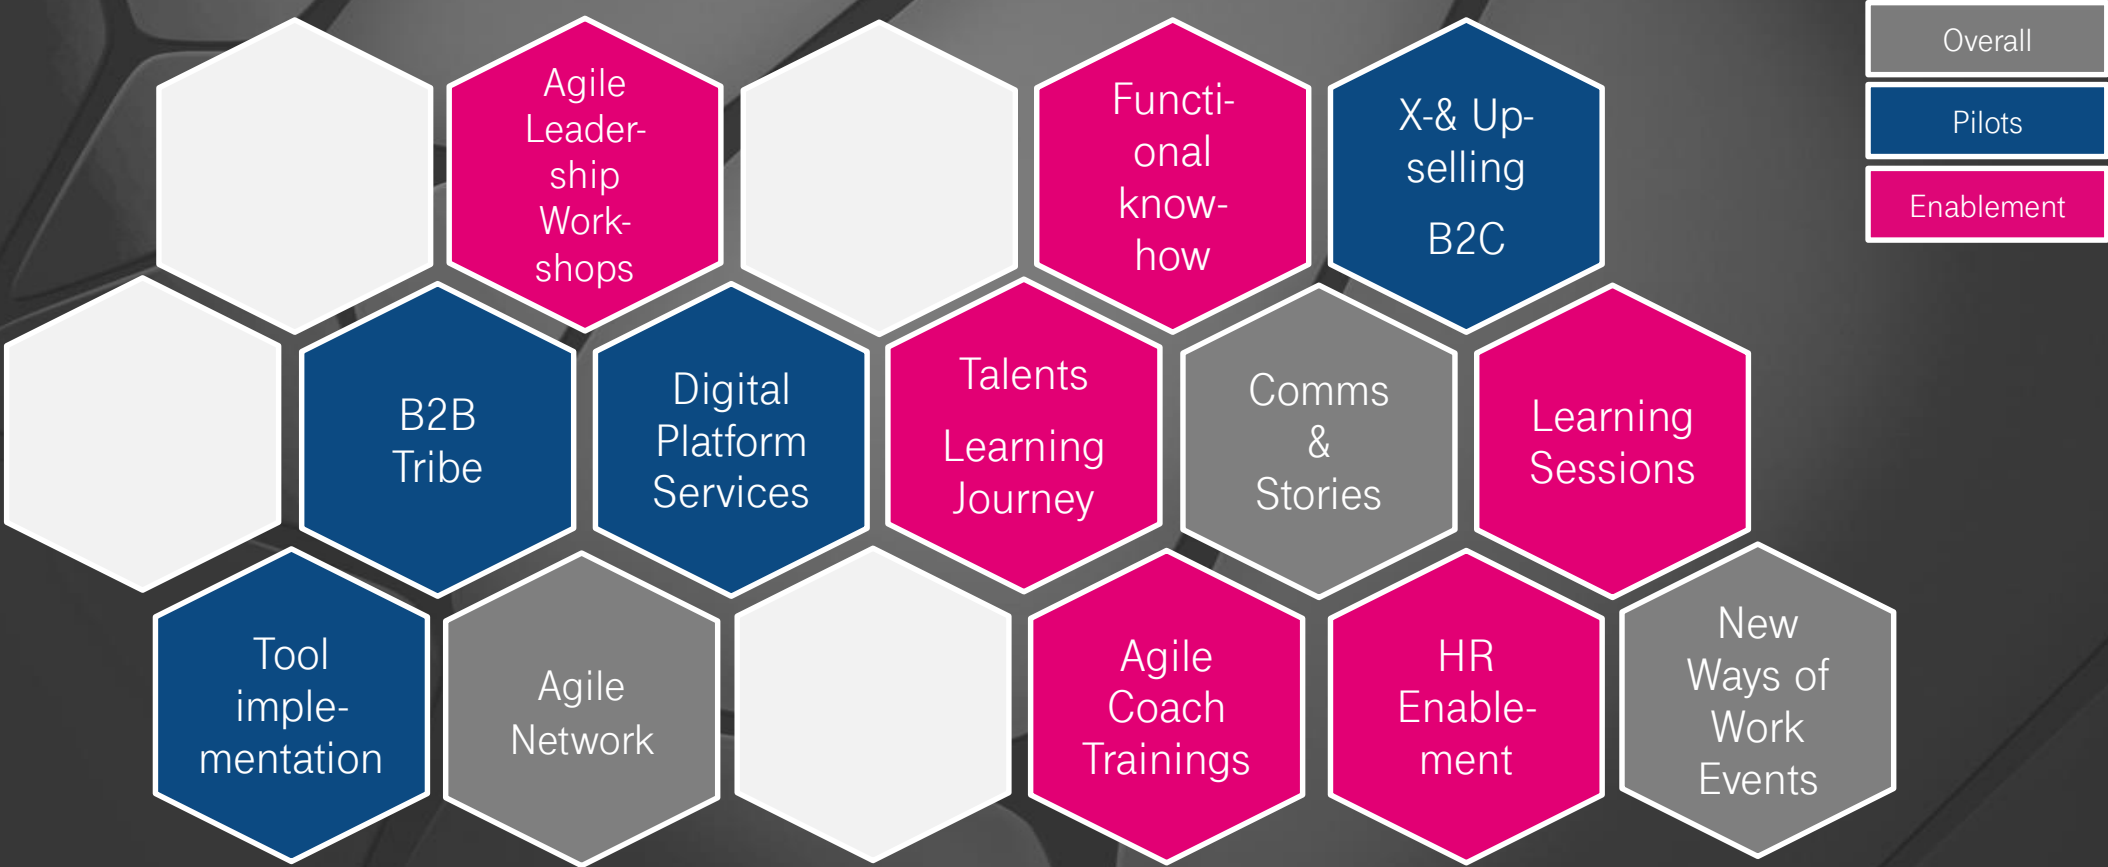 Agile
Leader-
ship
Work-
shops
Functi-
onal
know-
how
X-& Up-
selling
B2C
Overall
Pilots
Enablement
B2B
Tribe
Digital
Platform
Services
Talents
Learning
Journey
Comms
&
Stories
Learning
Sessions
Tool
imple-
mentation
Agile
Network
Agile
Coach
Trainings
HR
Enable-
ment
New
Ways of
Work
Events